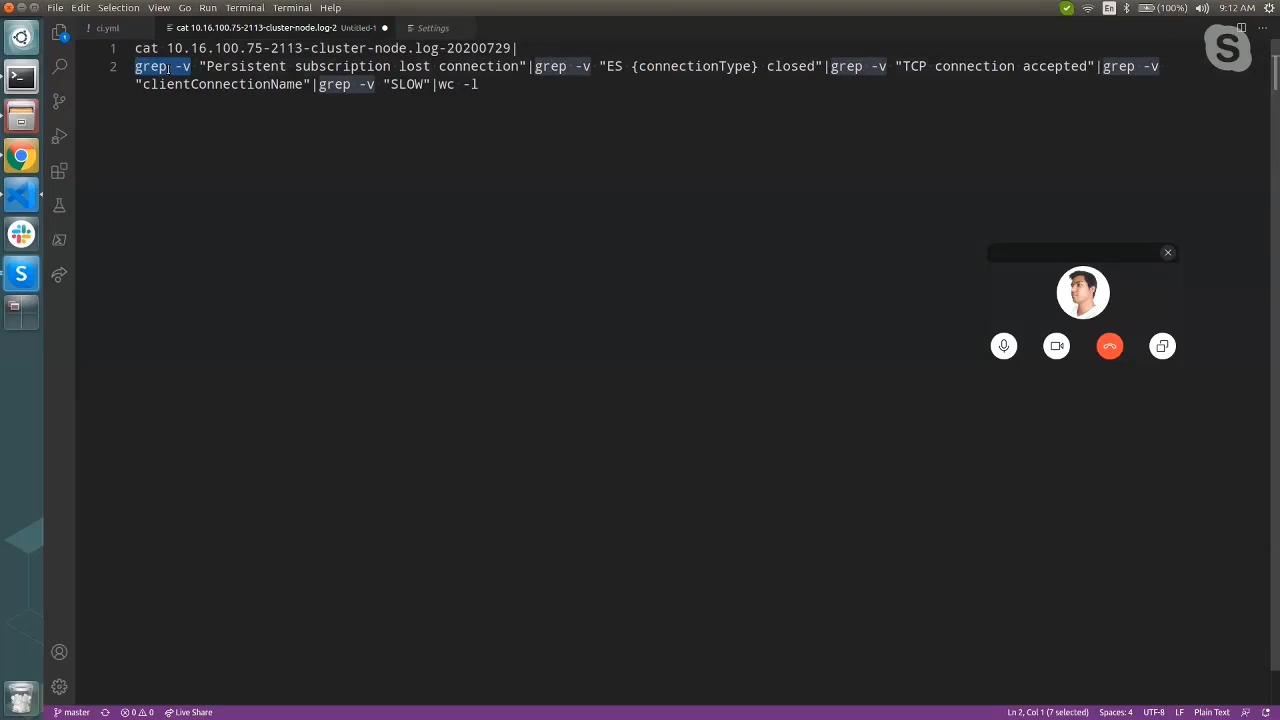 File Edit Selection View Go Run Terminal Terminal Help
En (100%) 9:12 AM
ci.yml
cat 10.16.100.75-2113-cluster-node.log-2 Untitled-1
Settings
1 cat 10.16.100.75-2113-cluster-node.log-20200729|
2 grep -v "Persistent subscription lost connection"|grep -v "ES {connectionType} closed"|grep -v "TCP connection accepted"|grep -v
"clientConnectionName"|grep -v "SLOW"|wc -l
master 0 0 Live Share
Ln 2, Col 1 (7 selected) Spaces: 4 UTF-8 LF Plain Text